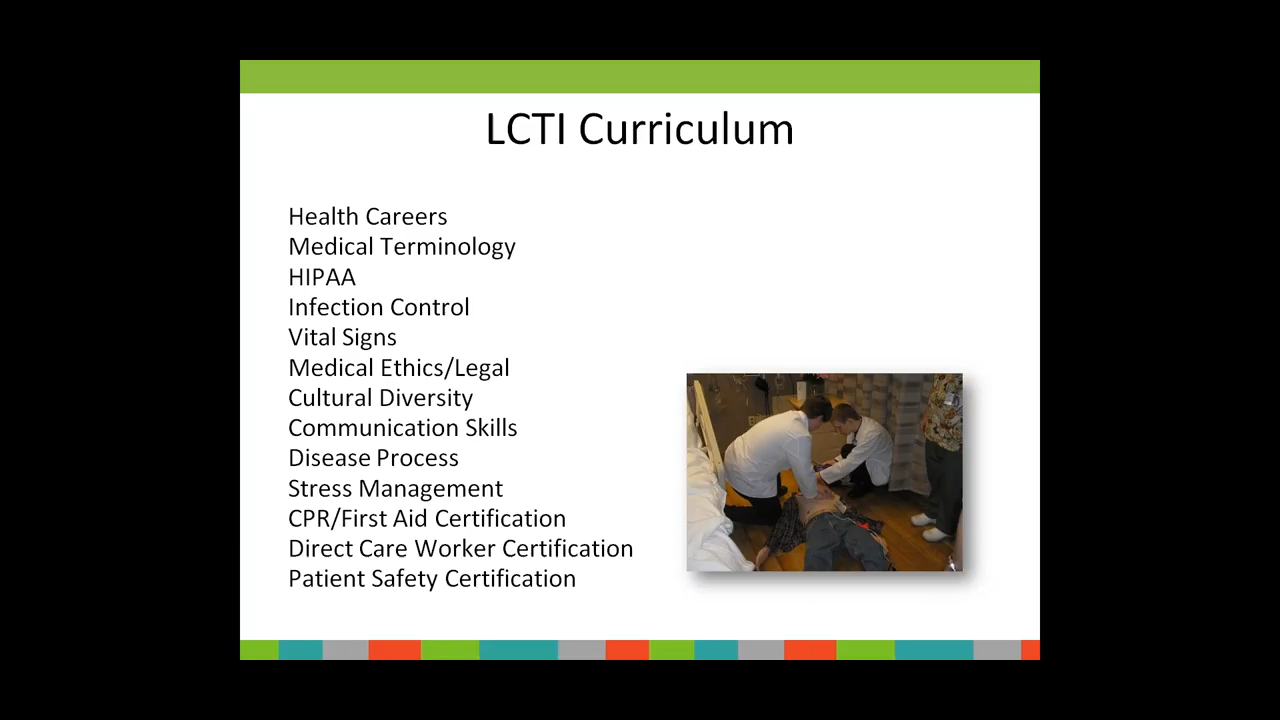 LCTI Curriculum
Health Careers
Medical Terminology
HIPAA
Infection Control
Vital Signs
Medical Ethics/Legal
Cultural Diversity
Communication Skills
Disease Process
Stress Management
CPR/First Aid Certification
Direct Care Worker Certification
Patient Safety Certification